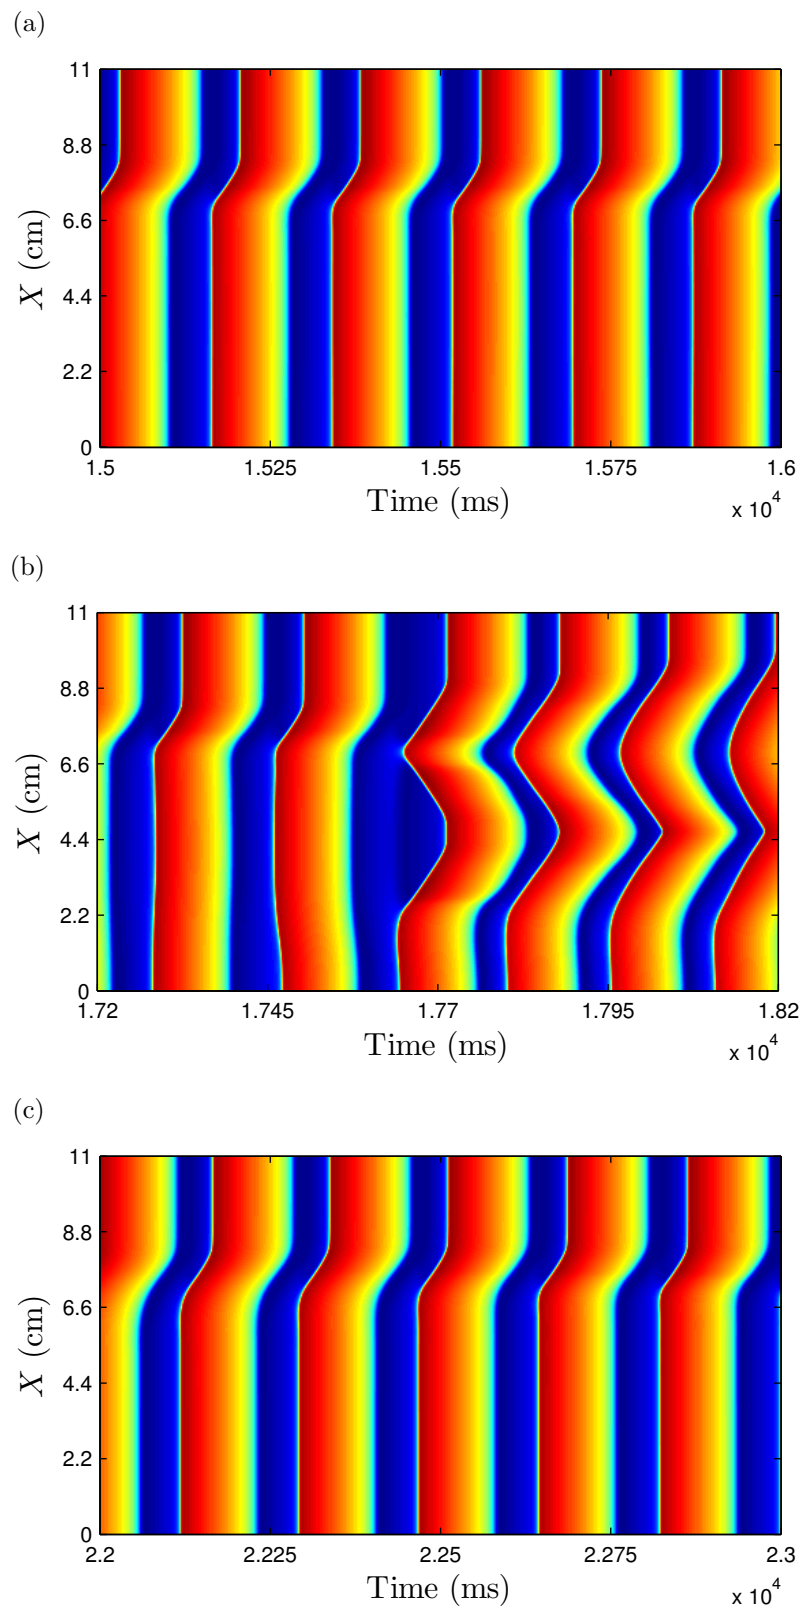 (a)
11
8.8
6.6
4.4
2.2
0
X (cm)
1.5 1.525 1.55 1.575 1.6
Time (ms)
x 10^4
(b)
11
8.8
6.6
4.4
2.2
0
X (cm)
1.72 1.745 1.77 1.795 1.82
Time (ms)
x 10^4
(c)
11
8.8
6.6
4.4
2.2
0
X (cm)
2.2 2.225 2.25 2.275 2.3
Time (ms)
x 10^4